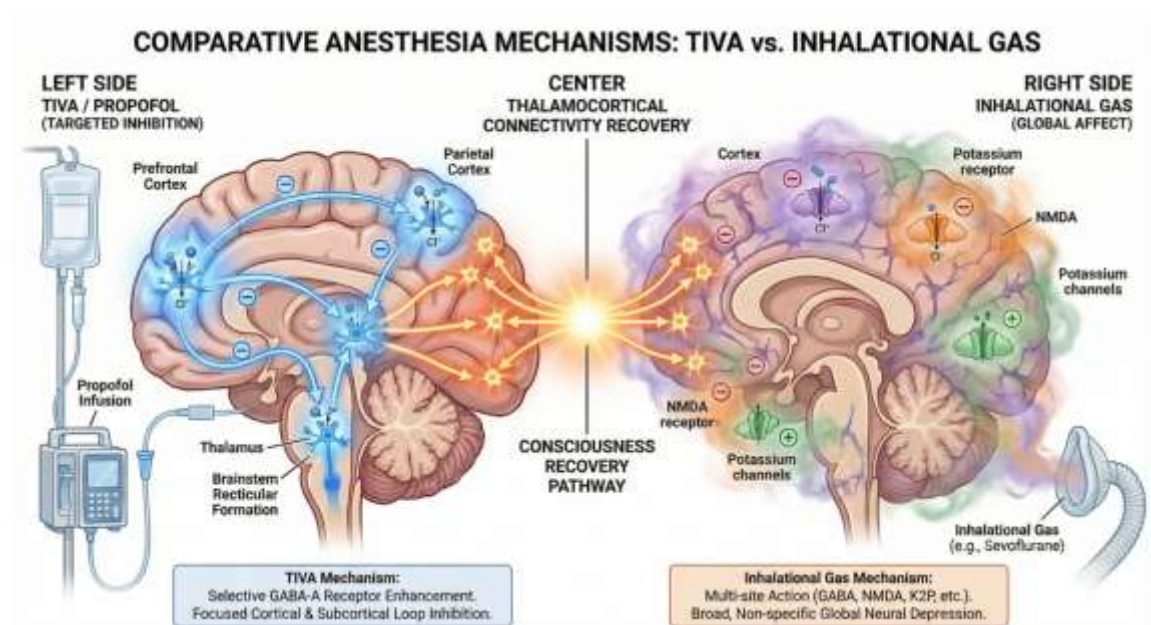 COMPARATIVE ANESTHESIA MECHANISMS: TIVA vs. INHALATIONAL GAS
LEFT SIDE
TIVA / PROPOFOL
(TARGETED INHIBITION)
CENTER
THALAMOCORTICAL
CONNECTIVITY RECOVERY
RIGHT SIDE
INHALATIONAL GAS
(GLOBAL AFFECT)
Prefrontal
Cortex
Parietal
Cortex
Cl⁻
Cl⁻
Propofol
Infusion
Thalamus
Brainstem
Recticular
Formation
CONSCIOUSNESS
RECOVERY
PATHWAY
Cortex
Cl⁻
Potassium
receptor
Cl⁻
NMDA
Potassium
channels
NMDA
receptor
Potassium
channels
Inhalational Gas
(e.g., Sevoflurane)
TIVA Mechanism:
Selective GABA-A Receptor Enhancement.
Focused Cortical & Subcortical Loop Inhibition.
Inhalational Gas Mechanism:
Multi-site Action (GABA, NMDA, K2P, etc.).
Broad, Non-specific Global Neural Depression.